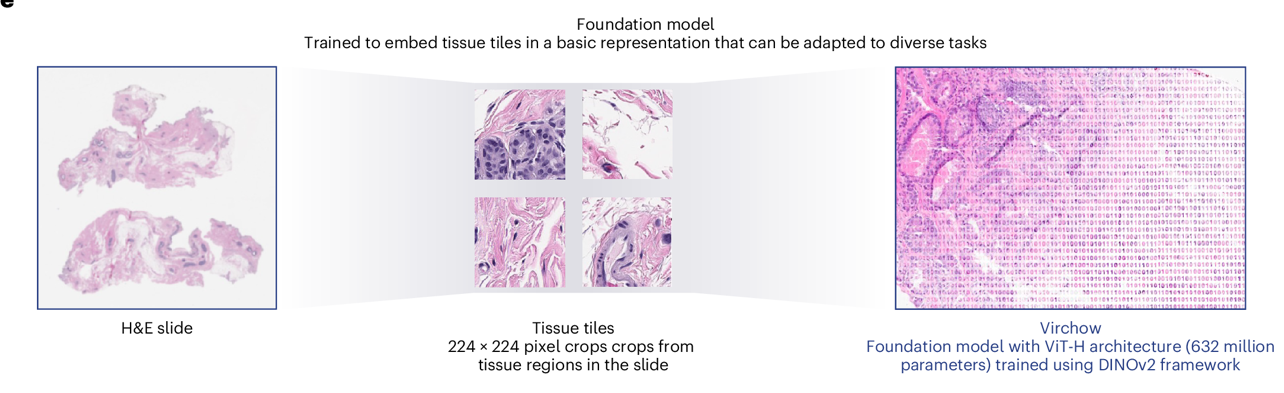 e
Foundation model
Trained to embed tissue tiles in a basic representation that can be adapted to diverse tasks
H&E slide
Tissue tiles
224 × 224 pixel crops crops from
tissue regions in the slide
Virchow
Foundation model with ViT-H architecture (632 million
parameters) trained using DINOv2 framework